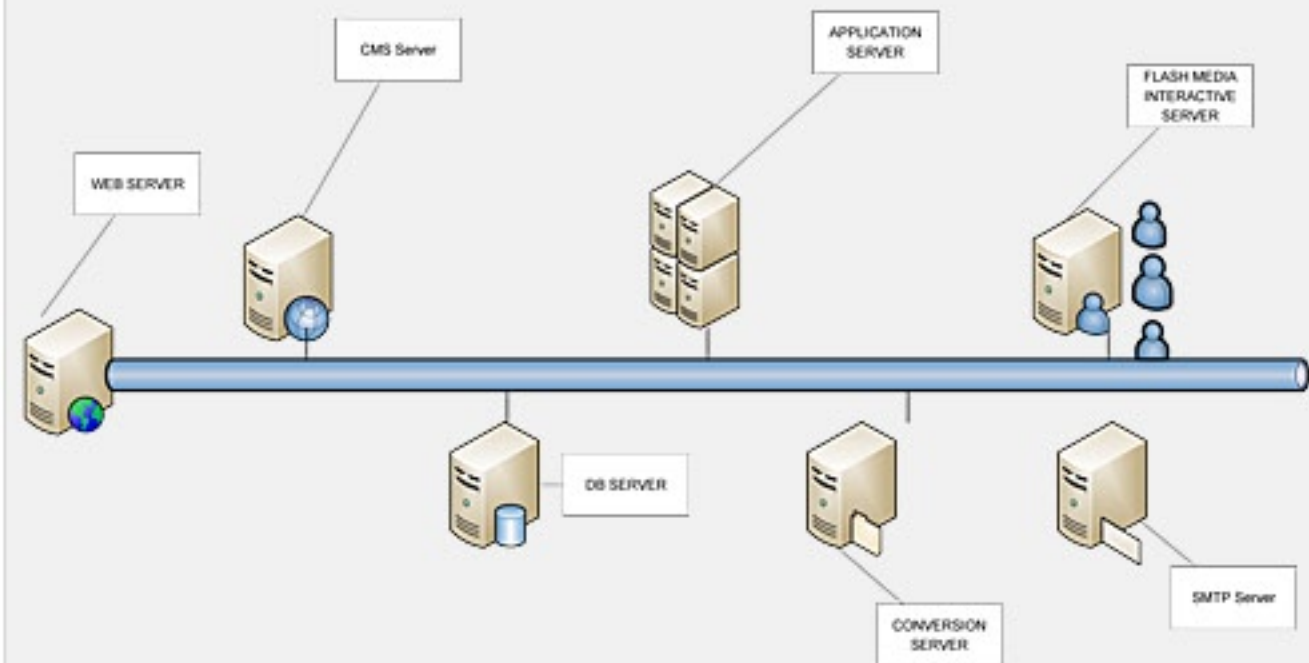 CMS Server
APPLICATION
SERVER
FLASH MEDIA
INTERACTIVE
SERVER
WEB SERVER
DB SERVER
SMTP Server
CONVERSION
SERVER